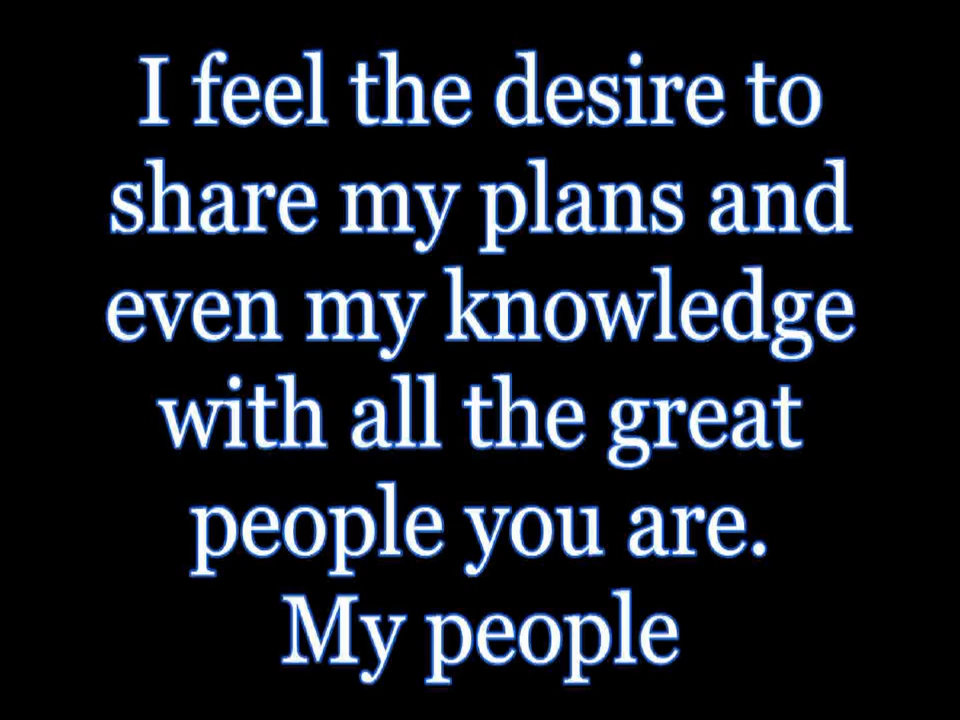 I feel the desire to
share my plans and
even my knowledge
with all the great
people you are.
My people